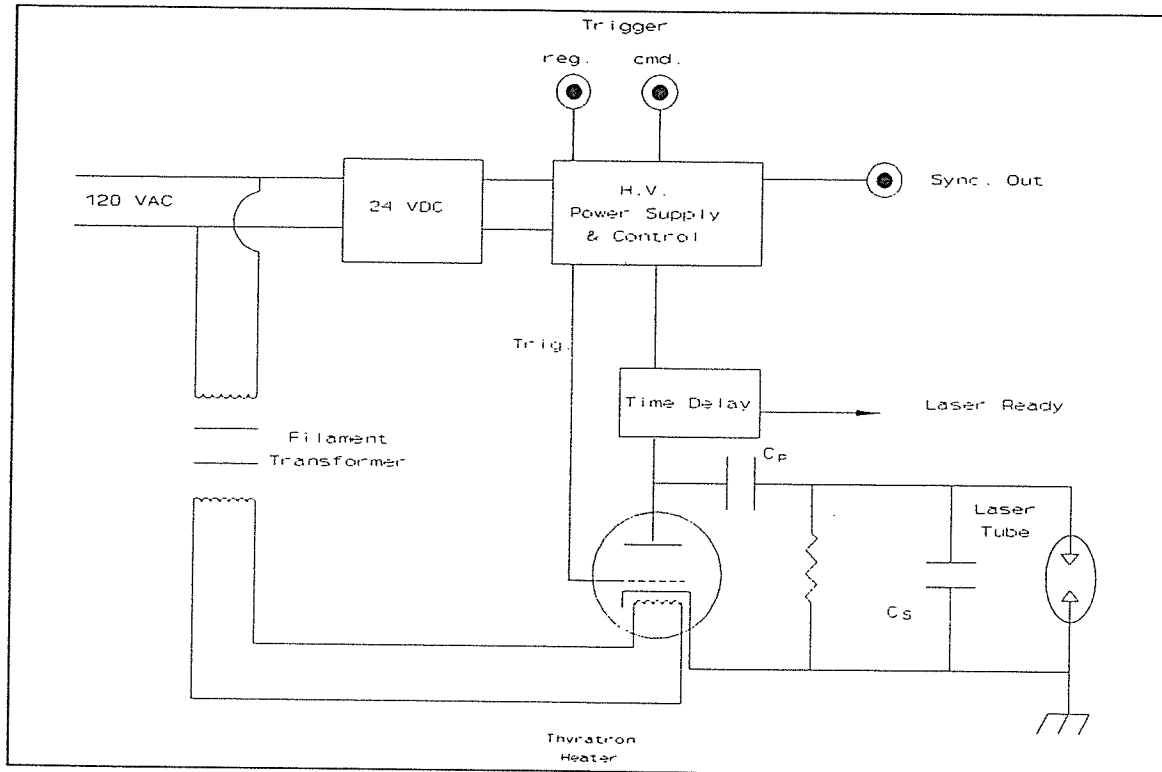 Trigger
reg. cmd.
120 VAC
24 VDC
H.V.
Power Supply
& Control
Sync. Out
Trig.
Time Delay
Laser Ready
Filament
Transformer
CP
Laser
Tube
CS
Thyratron
Heater